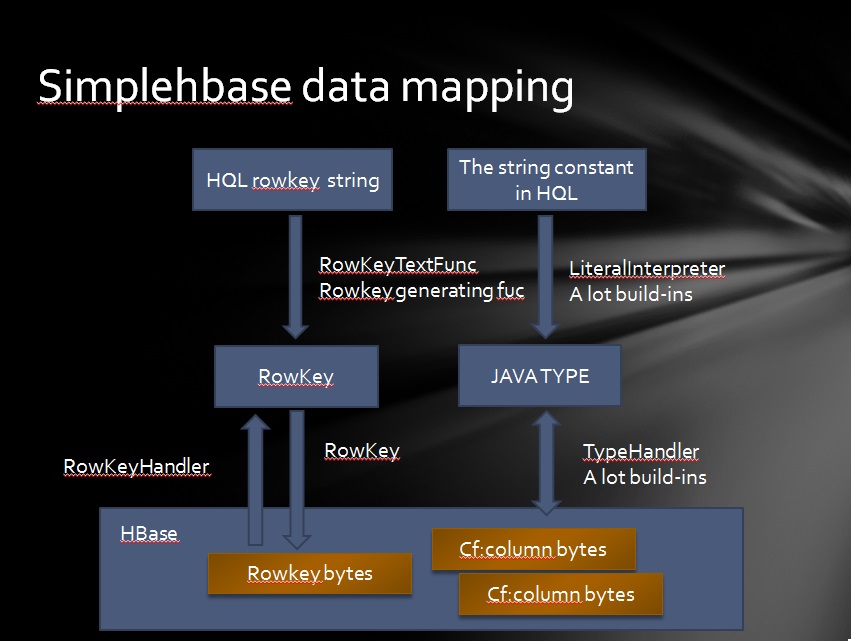 Simplehbase data mapping
HQL rowkey string
The string constant
in HQL
RowKeyTextFunc
Rowkey generating fuc
LiteralInterpreter
A lot build-ins
RowKey
JAVA TYPE
RowKeyHandler
RowKey
TypeHandler
A lot build-ins
HBase
Rowkey bytes
Cf:column bytes
Cf:column bytes